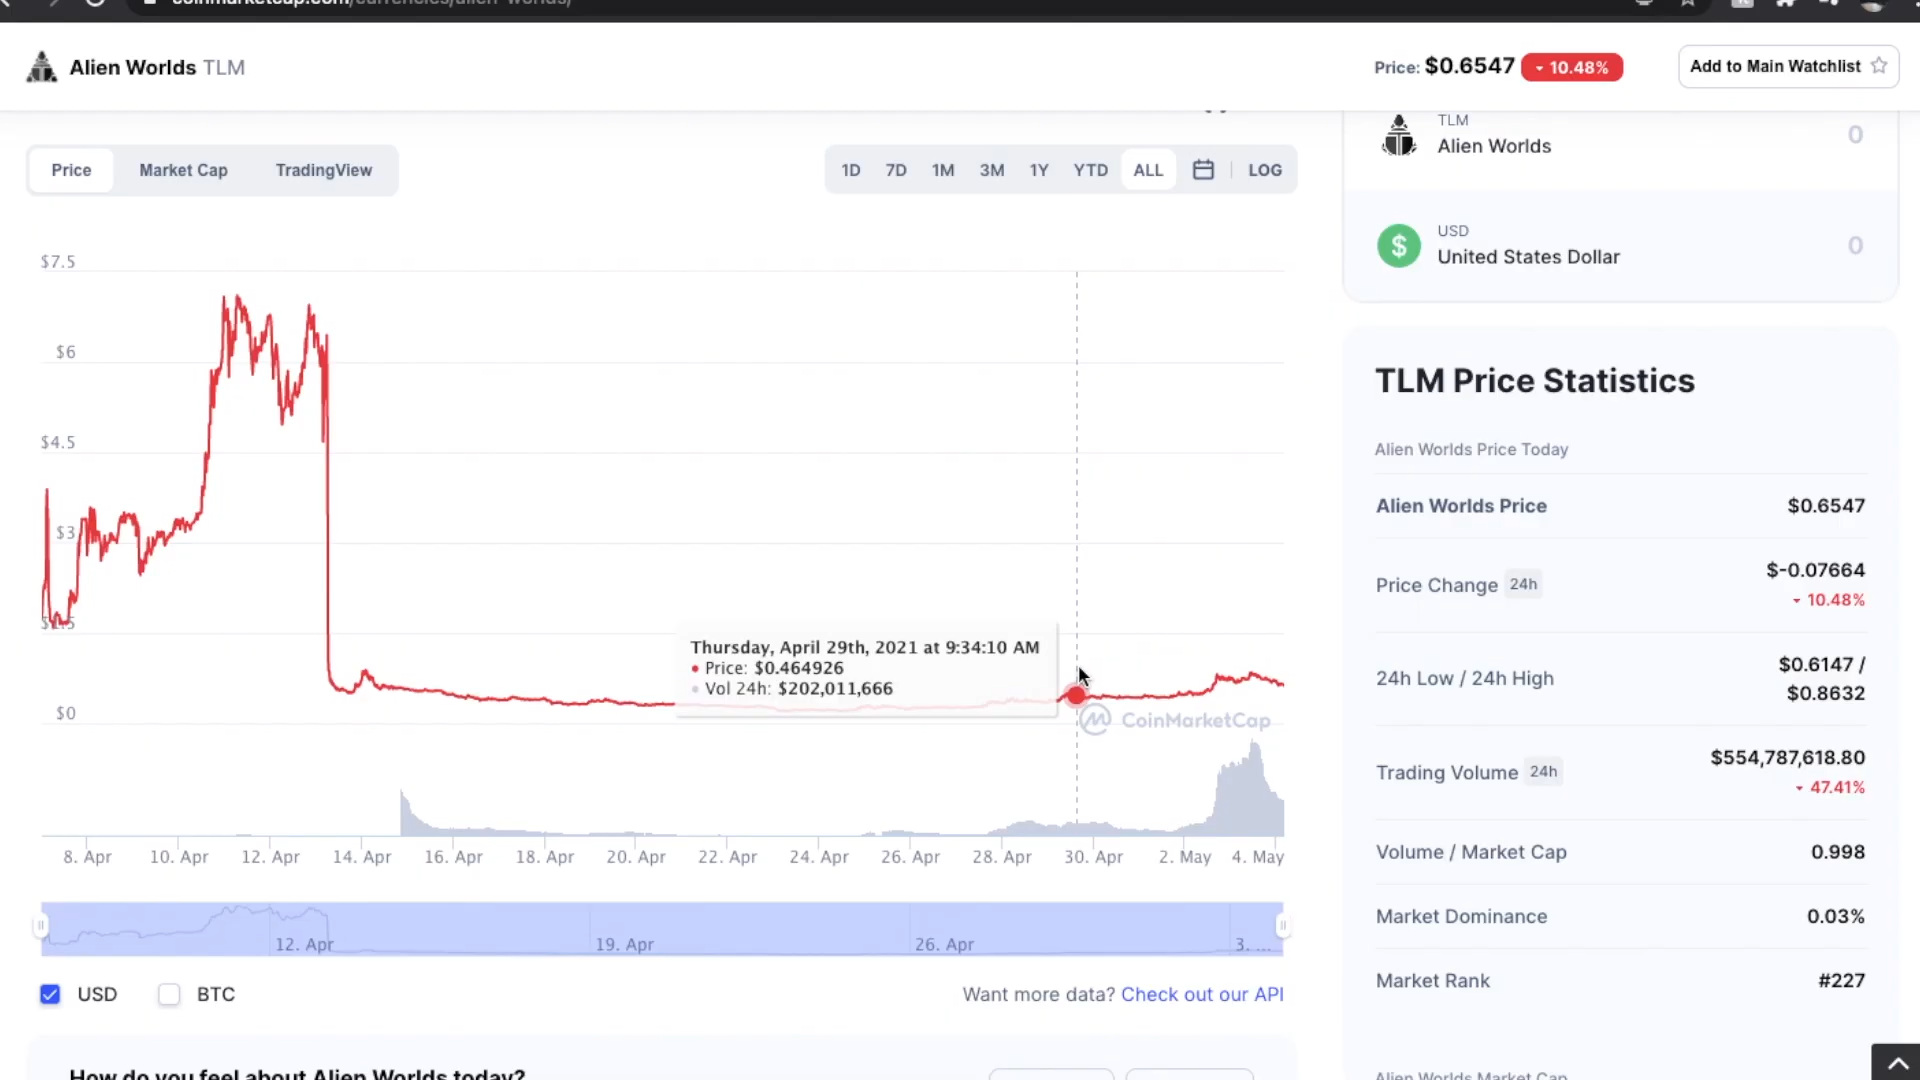 coinmarketcap.com/currencies/alien-worlds/
Alien Worlds TLM
Price: $0.6547 10.48%
Add to Main Watchlist
Price Market Cap TradingView
1D 7D 1M 3M 1Y YTD ALL LOG
TLM
Alien Worlds
0
USD
United States Dollar
0
$7.5
$6
$4.5
$3
$1.5
$0
Thursday, April 29th, 2021 at 9:34:10 AM
Price: $0.464926
Vol 24h: $202,011,666
CoinMarketCap
8. Apr 10. Apr 12. Apr 14. Apr 16. Apr 18. Apr 20. Apr 22. Apr 24. Apr 26. Apr 28. Apr 30. Apr 2. May 4. May
12. Apr 19. Apr 26. Apr 3. ...
USD BTC
Want more data? Check out our API
How do you feel about Alien Worlds today?
TLM Price Statistics
Alien Worlds Price Today
Alien Worlds Price $0.6547
Price Change 24h $-0.07664
10.48%
24h Low / 24h High $0.6147 /
$0.8632
Trading Volume 24h $554,787,618.80
47.41%
Volume / Market Cap 0.998
Market Dominance 0.03%
Market Rank #227
Alien Worlds Market Cap